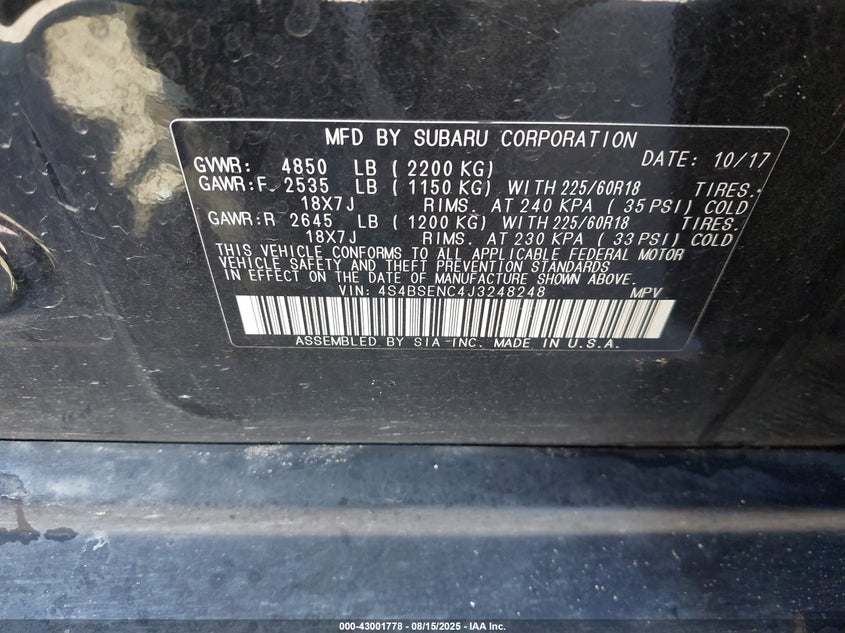 MFD BY SUBARU CORPORATION
GVWR: 4850 LB ( 2200 KG) DATE: 10/17
GAWR:F. 2535 LB ( 1150 KG) WITH 225/60R18 TIRES.
18X7J RIMS. AT 240 KPA ( 35 PSI) COLD
GAWR:R 2645 LB ( 1200 KG) WITH 225/60R18 TIRES.
18X7J RIMS. AT 230 KPA ( 33 PSI) COLD
THIS VEHICLE CONFORMS TO ALL APPLICABLE FEDERAL MOTOR
VEHICLE SAFETY AND THEFT PREVENTION STANDARDS
IN EFFECT ON THE DATE OF MANUFACTURE SHOWN ABOVE.
VIN: 4S4BSENC4J3248248 MPV
ASSEMBLED BY SIA-INC. MADE IN U.S.A.
000-43001778 - 08/15/2025 - IAA Inc.